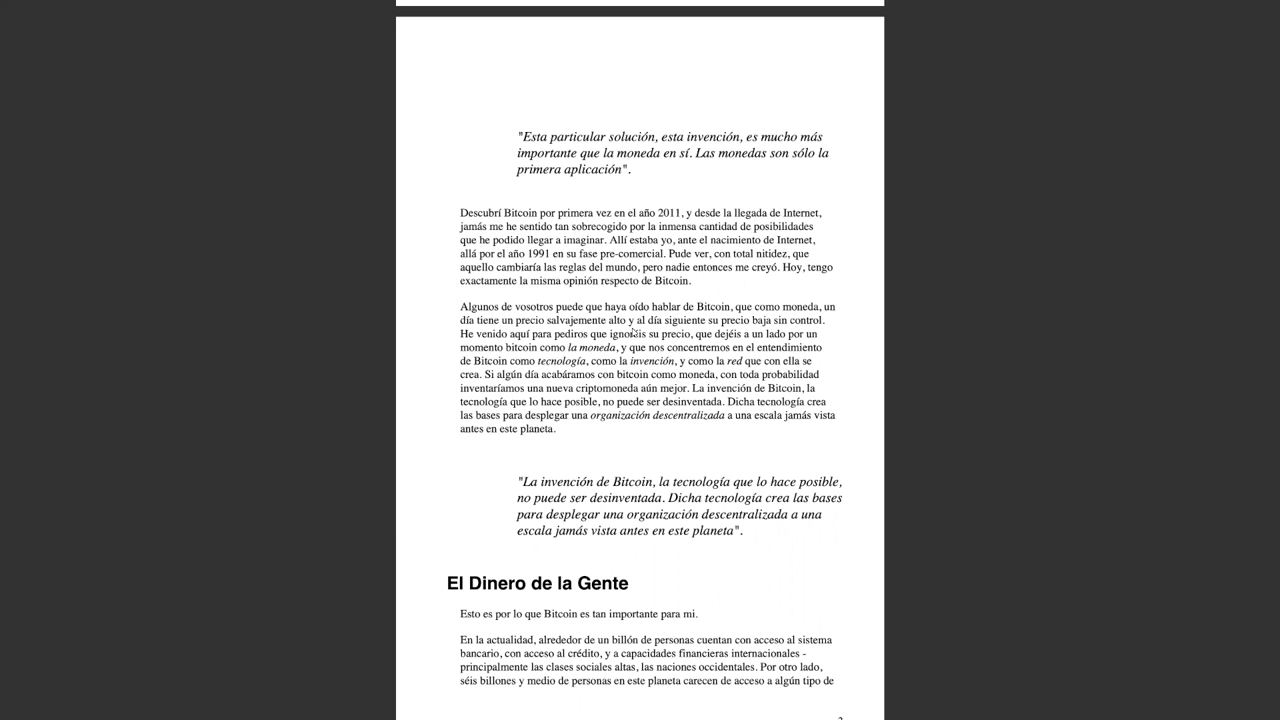 "Esta particular solución, esta invención, es mucho más
importante que la moneda en sí. Las monedas son sólo la
primera aplicación".
Descubrí Bitcoin por primera vez en el año 2011, y desde la llegada de Internet,
jamás me he sentido tan sobrecogido por la inmensa cantidad de posibilidades
que he podido llegar a imaginar. Allí estaba yo, ante el nacimiento de Internet,
allá por el año 1991 en su fase pre-comercial. Pude ver, con total nitidez, que
aquello cambiaría las reglas del mundo, pero nadie entonces me creyó. Hoy, tengo
exactamente la misma opinión respecto de Bitcoin.
Algunos de vosotros puede que haya oído hablar de Bitcoin, que como moneda, un
día tiene un precio salvajemente alto y al día siguiente su precio baja sin control.
He venido aquí para pediros que ignoréis su precio, que dejéis a un lado por un
momento bitcoin como la moneda, y que nos concentremos en el entendimiento
de Bitcoin como tecnología, como la invención, y como la red que con ella se
crea. Si algún día acabáramos con bitcoin como moneda, con toda probabilidad
inventaríamos una nueva criptomoneda aún mejor. La invención de Bitcoin, la
tecnología que lo hace posible, no puede ser desinventada. Dicha tecnología crea
las bases para desplegar una organización descentralizada a una escala jamás vista
antes en este planeta.
"La invención de Bitcoin, la tecnología que lo hace posible,
no puede ser desinventada. Dicha tecnología crea las bases
para desplegar una organización descentralizada a una
escala jamás vista antes en este planeta".
El Dinero de la Gente
Esto es por lo que Bitcoin es tan importante para mi.
En la actualidad, alrededor de un billón de personas cuentan con acceso al sistema
bancario, con acceso al crédito, y a capacidades financieras internacionales -
principalmente las clases sociales altas, las naciones occidentales. Por otro lado,
séis billones y medio de personas en este planeta carecen de acceso a algún tipo de